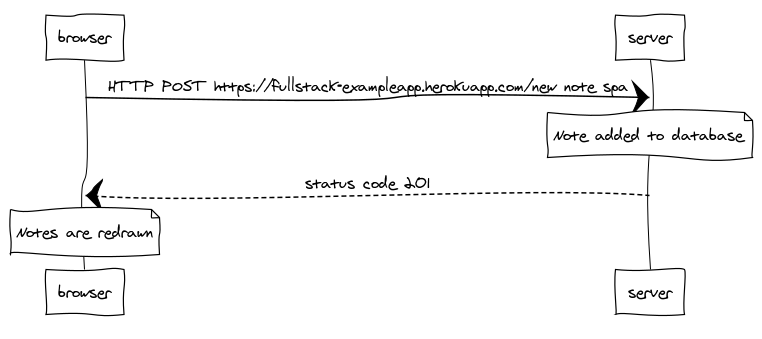 browser server
HTTP POST https://fullstack-exampleapp.herokuapp.com/new note spa
Note added to database
status code 201
Notes are redrawn
browser server